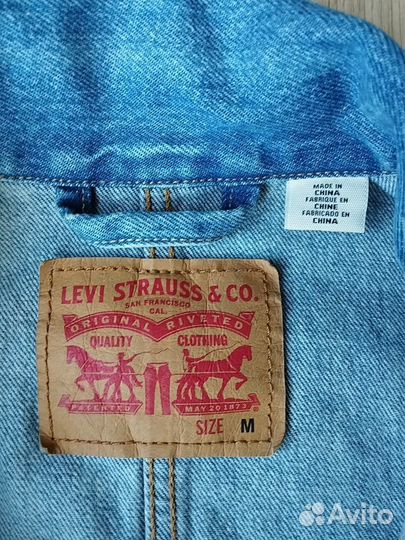 MADE IN
CHINA
FABRIQUE EN
CHINE
FABRICADO EN
CHINA
LEVI STRAUSS & CO.
SAN FRANCISCO
CAL.
ORIGINAL RIVETED
QUALITY CLOTHING
PATENTED MAY 20 1873
SIZE M
Avito